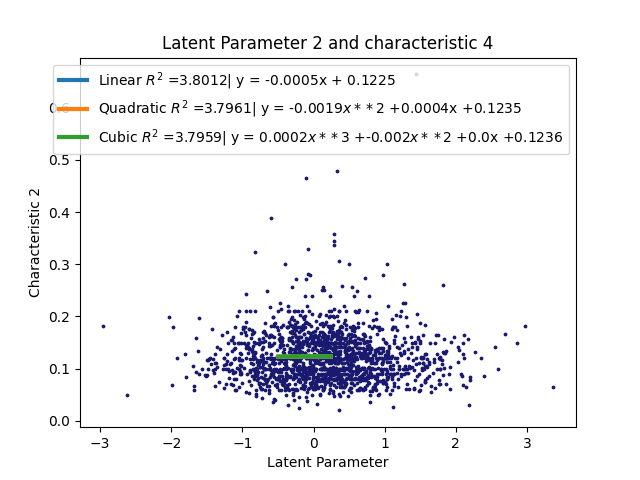 Latent Parameter 2 and characteristic 4
Linear R² =3.8012| y = -0.0005x + 0.1225
Quadratic R² =3.7961| y = -0.0019x**2 +0.0004x +0.1235
Cubic R² =3.7959| y = 0.0002x**3 +-0.002x**2 +0.0x +0.1236
0.6
0.5
0.4
0.3
0.2
0.1
0.0
Characteristic 2
−3 −2 −1 0 1 2 3
Latent Parameter